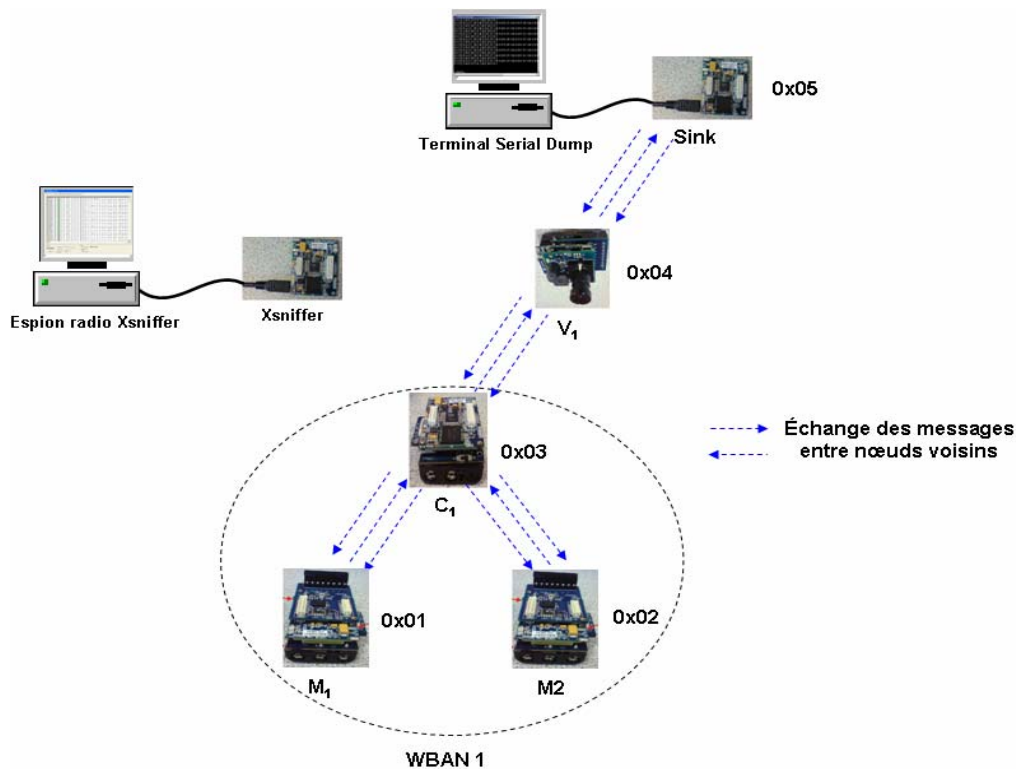 0x05
Sink
Terminal Serial Dump
0x04
V1
Espion radio Xsniffer
Xsniffer
Échange des messages
entre nœuds voisins
0x03
C1
0x01
M1
0x02
M2
WBAN 1